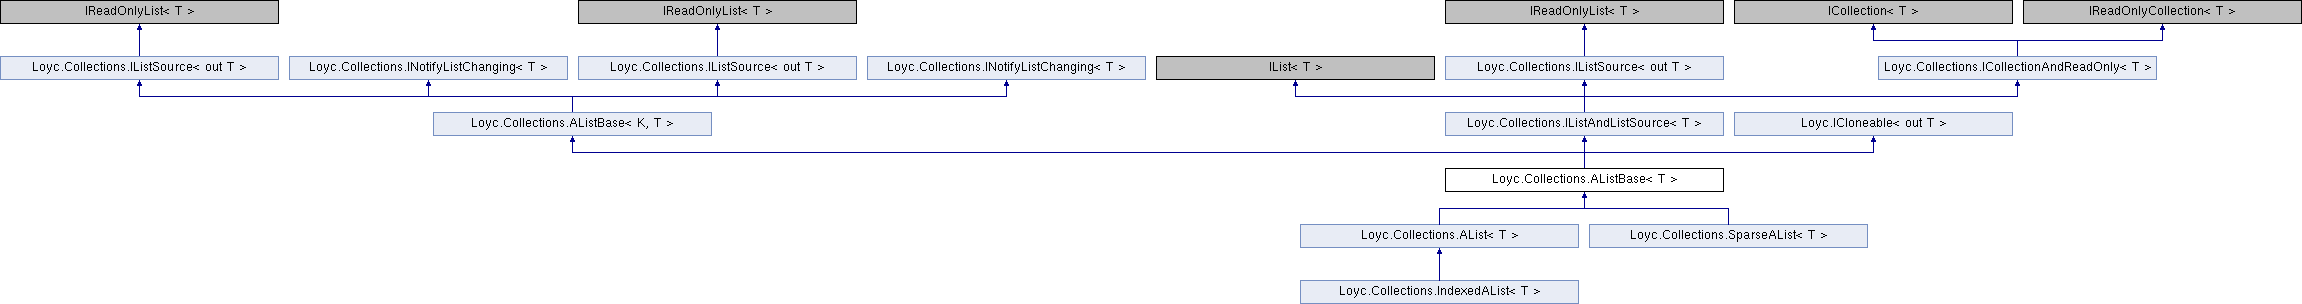 IReadOnlyList< T >
IReadOnlyList< T >
IReadOnlyList< T >
ICollection< T >
IReadOnlyCollection< T >
Loyc.Collections.IListSource< out T >
Loyc.Collections.INotifyListChanging< T >
Loyc.Collections.IListSource< out T >
Loyc.Collections.INotifyListChanging< T >
IList< T >
Loyc.Collections.IListSource< out T >
Loyc.Collections.ICollectionAndReadOnly< T >
Loyc.Collections.AListBase< K, T >
Loyc.Collections.IListAndListSource< T >
Loyc.ICloneable< out T >
Loyc.Collections.AListBase< T >
Loyc.Collections.AList< T >
Loyc.Collections.SparseAList< T >
Loyc.Collections.IndexedAList< T >